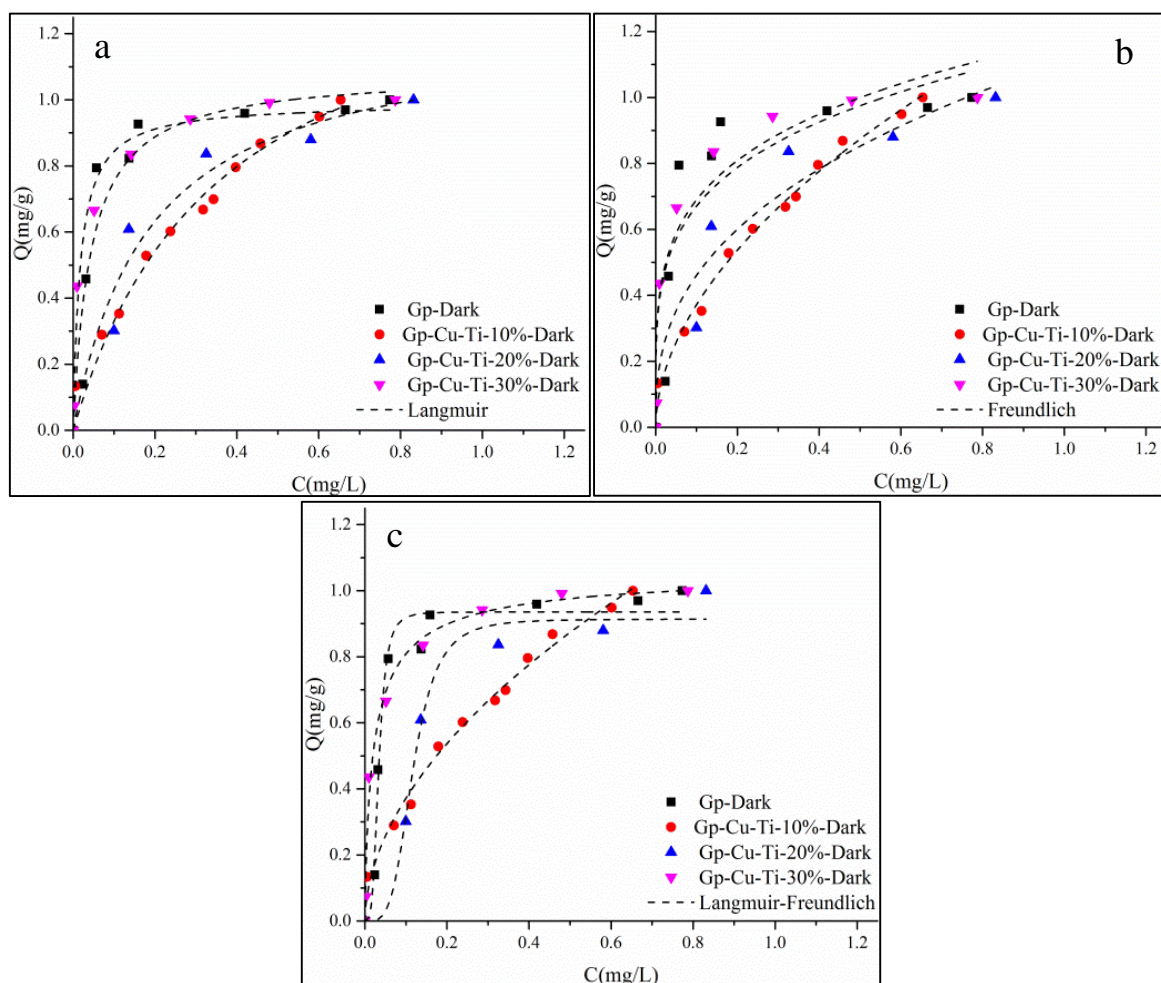 a
1.2
1.0
0.8
0.6
0.4
0.2
0.0
Q(mg/g)
Gp-Dark
Gp-Cu-Ti-10%-Dark
Gp-Cu-Ti-20%-Dark
Gp-Cu-Ti-30%-Dark
Langmuir
0.0 0.2 0.4 0.6 0.8 1.0 1.2
C(mg/L)
b
1.2
1.0
0.8
0.6
0.4
0.2
0.0
Q(mg/g)
Gp-Dark
Gp-Cu-Ti-10%-Dark
Gp-Cu-Ti-20%-Dark
Gp-Cu-Ti-30%-Dark
Freundlich
0.0 0.2 0.4 0.6 0.8 1.0 1.2
C(mg/L)
c
1.2
1.0
0.8
0.6
0.4
0.2
0.0
Q(mg/g)
Gp-Dark
Gp-Cu-Ti-10%-Dark
Gp-Cu-Ti-20%-Dark
Gp-Cu-Ti-30%-Dark
Langmuir-Freundlich
0.0 0.2 0.4 0.6 0.8 1.0 1.2
C(mg/L)